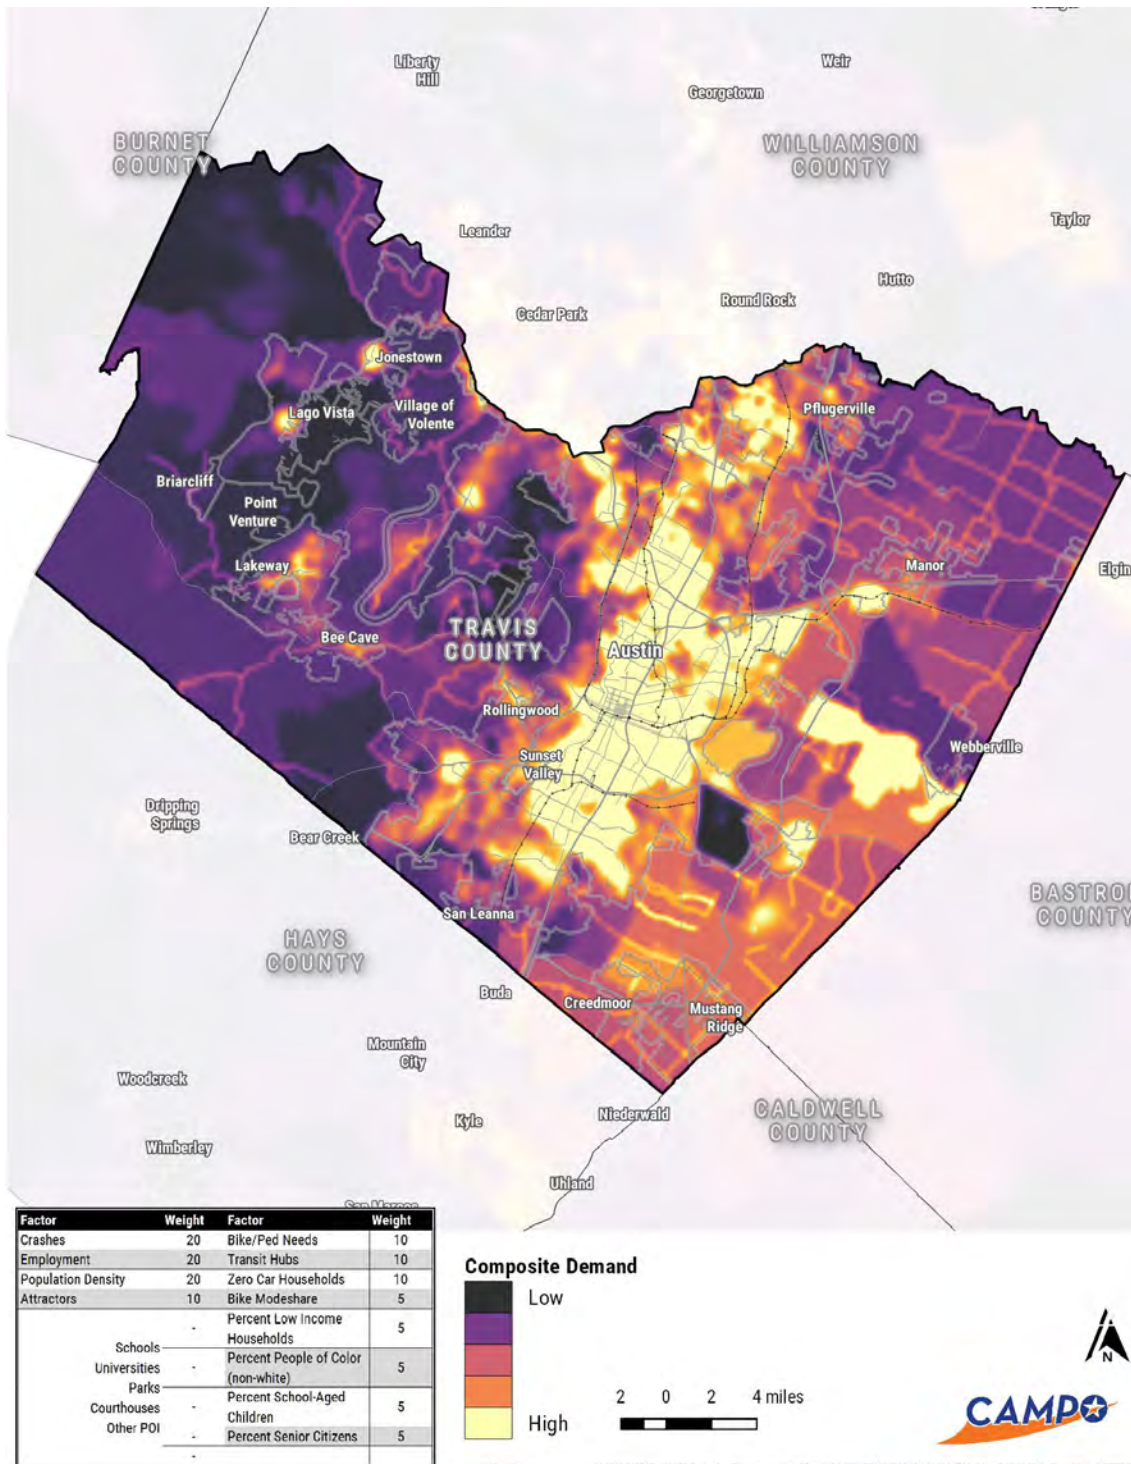 Liberty
Hill
Weir
Georgetown
BURNET
COUNTY
WILLIAMSON
COUNTY
Taylor
Leander
Hutto
Round Rock
Cedar Park
Jonestown
Lago Vista
Village of
Volente
Pflugerville
Briarcliff
Point
Venture
Lakeway
Manor
Elgin
Bee Cave
TRAVIS
COUNTY
Austin
Rollingwood
Sunset
Valley
Webberville
Dripping
Springs
Bear Creek
BASTROP
COUNTY
San Leanna
HAYS
COUNTY
Buda
Creedmoor
Mustang
Ridge
Mountain
City
Woodcreek
Niederwald
CALDWELL
COUNTY
Kyle
Wimberley
Uhland
San Marcos
Factor Weight Factor Weight
Crashes 20 Bike/Ped Needs 10
Employment 20 Transit Hubs 10
Population Density 20 Zero Car Households 10
Attractors 10 Bike Modeshare 5
Schools - Percent Low Income Households 5
Universities - Percent People of Color (non-white) 5
Parks
Courthouses - Percent School-Aged Children 5
Other POI - Percent Senior Citizens 5
-
Composite Demand
Low
High
2 0 2 4 miles
N
CAMPO